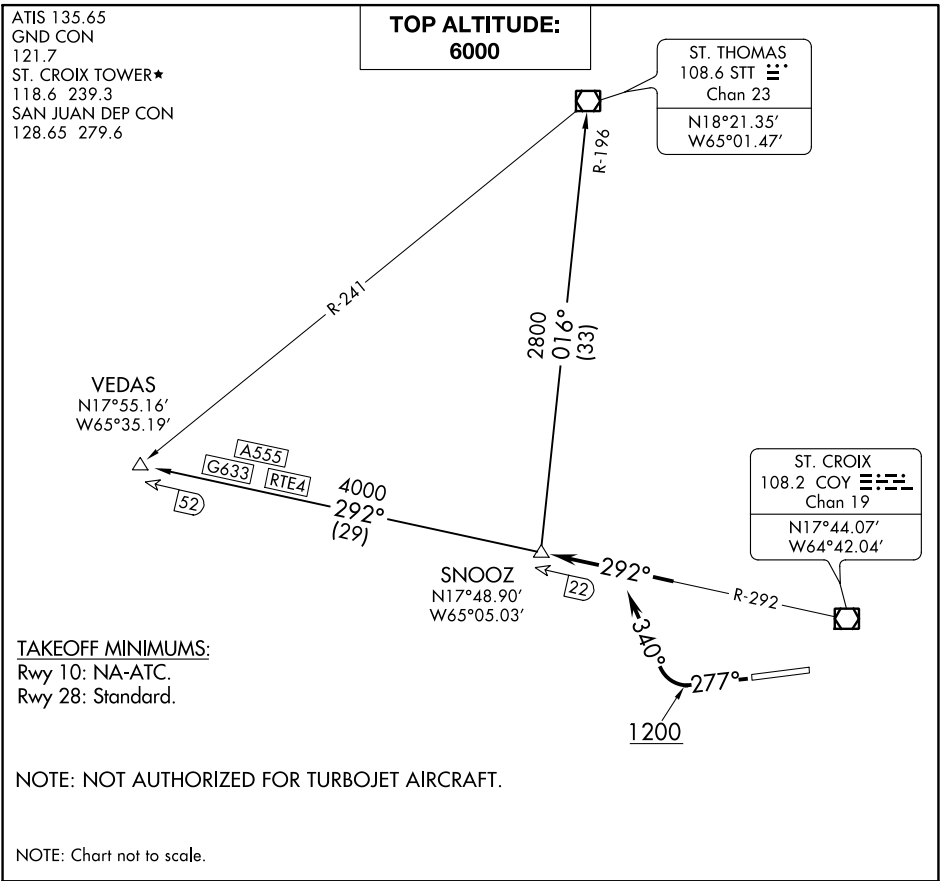 ATIS 135.65
GND CON
121.7
ST. CROIX TOWER★
118.6 239.3
SAN JUAN DEP CON
128.65 279.6
TOP ALTITUDE:
6000
ST. THOMAS
108.6 STT
Chan 23
N18°21.35'
W65°01.47'
R-196
R-241
2800
016°
(33)
VEDAS
N17°55.16'
W65°35.19'
A555
G633
RTE4
52
4000
292°
(29)
ST. CROIX
108.2 COY
Chan 19
N17°44.07'
W64°42.04'
SNOOZ
N17°48.90'
W65°05.03'
22
292°
R-292
340°
277°
1200
TAKEOFF MINIMUMS:
Rwy 10: NA-ATC.
Rwy 28: Standard.
NOTE: NOT AUTHORIZED FOR TURBOJET AIRCRAFT.
NOTE: Chart not to scale.